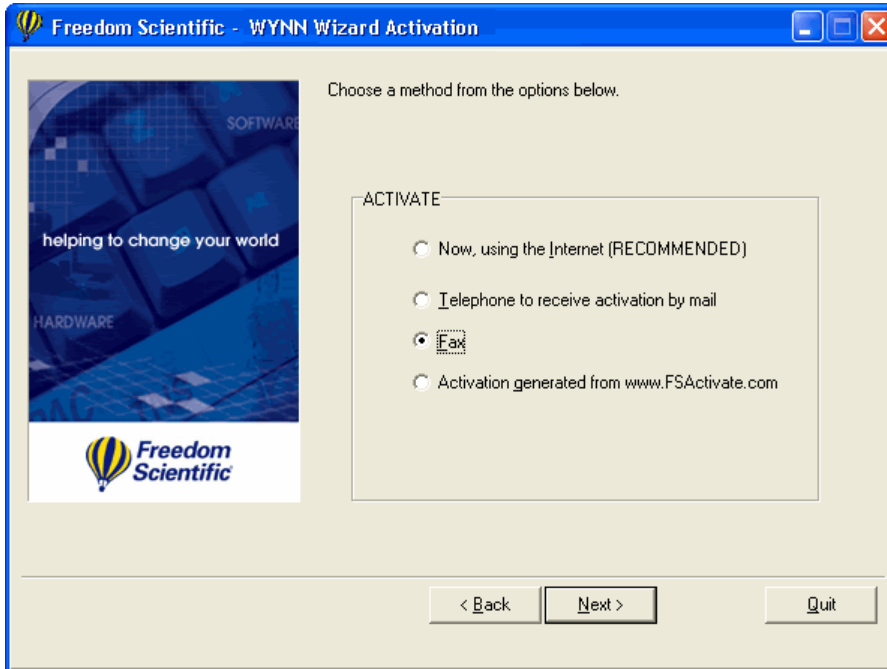 Freedom Scientific - WYNN Wizard Activation
Choose a method from the options below.
SOFTWARE
helping to change your world
HARDWARE
Freedom
Scientific
ACTIVATE
Now, using the Internet (RECOMMENDED)
Telephone to receive activation by mail
Fax
Activation generated from www.FSActivate.com
< Back
Next >
Quit